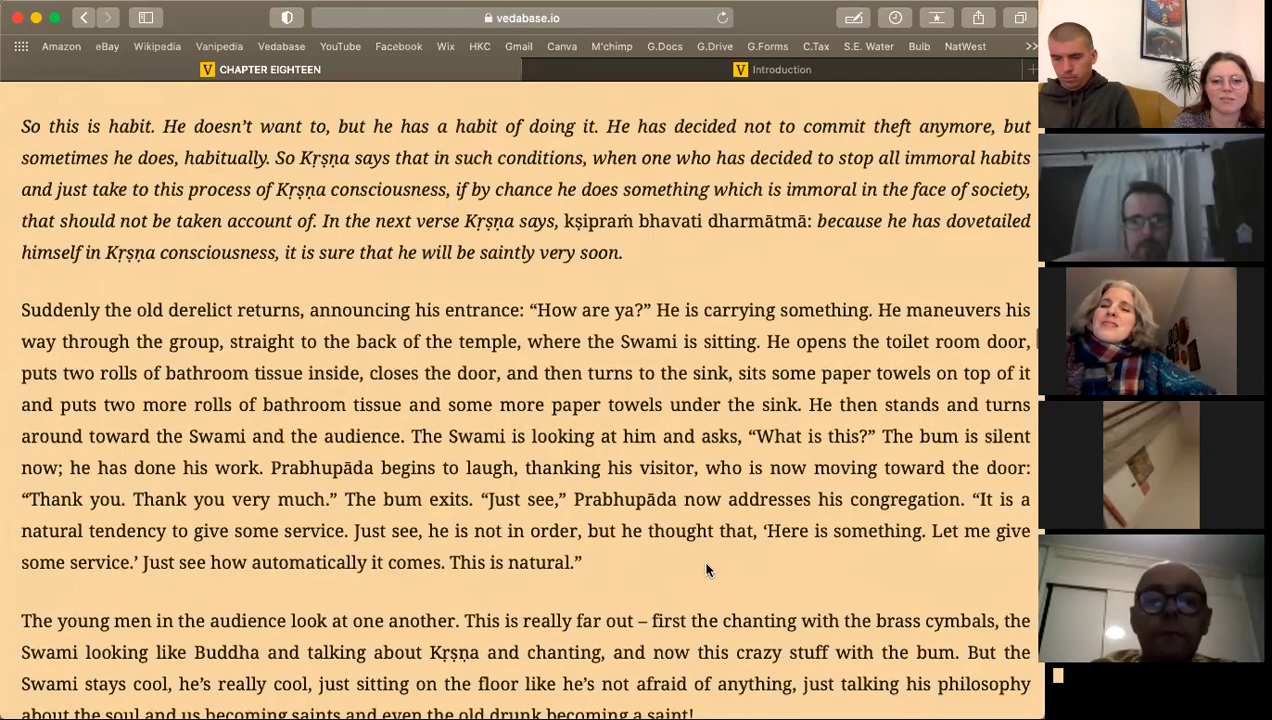 vedabase.io
Amazon eBay Wikipedia Vanipedia Vedabase YouTube Facebook Wix HKC Gmail Canva M'chimp G.Docs G.Drive G.Forms C.Tax S.E. Water Bulb NatWest >>
V CHAPTER EIGHTEEN V Introduction +
So this is habit. He doesn’t want to, but he has a habit of doing it. He has decided not to commit theft anymore, but
sometimes he does, habitually. So Kṛṣṇa says that in such conditions, when one who has decided to stop all immoral habits
and just take to this process of Kṛṣṇa consciousness, if by chance he does something which is immoral in the face of society,
that should not be taken account of. In the next verse Kṛṣṇa says, kṣipraṁ bhavati dharmātmā: because he has dovetailed
himself in Kṛṣṇa consciousness, it is sure that he will be saintly very soon.
Suddenly the old derelict returns, announcing his entrance: “How are ya?” He is carrying something. He maneuvers his
way through the group, straight to the back of the temple, where the Swami is sitting. He opens the toilet room door,
puts two rolls of bathroom tissue inside, closes the door, and then turns to the sink, sits some paper towels on top of it
and puts two more rolls of bathroom tissue and some more paper towels under the sink. He then stands and turns
around toward the Swami and the audience. The Swami is looking at him and asks, “What is this?” The bum is silent
now; he has done his work. Prabhupāda begins to laugh, thanking his visitor, who is now moving toward the door:
“Thank you. Thank you very much.” The bum exits. “Just see,” Prabhupāda now addresses his congregation. “It is a
natural tendency to give some service. Just see, he is not in order, but he thought that, ‘Here is something. Let me give
some service.’ Just see how automatically it comes. This is natural.”
The young men in the audience look at one another. This is really far out – first the chanting with the brass cymbals, the
Swami looking like Buddha and talking about Kṛṣṇa and chanting, and now this crazy stuff with the bum. But the
Swami stays cool, he’s really cool, just sitting on the floor like he’s not afraid of anything, just talking his philosophy
about the soul and us becoming saints and even the old drunk becoming a saint!